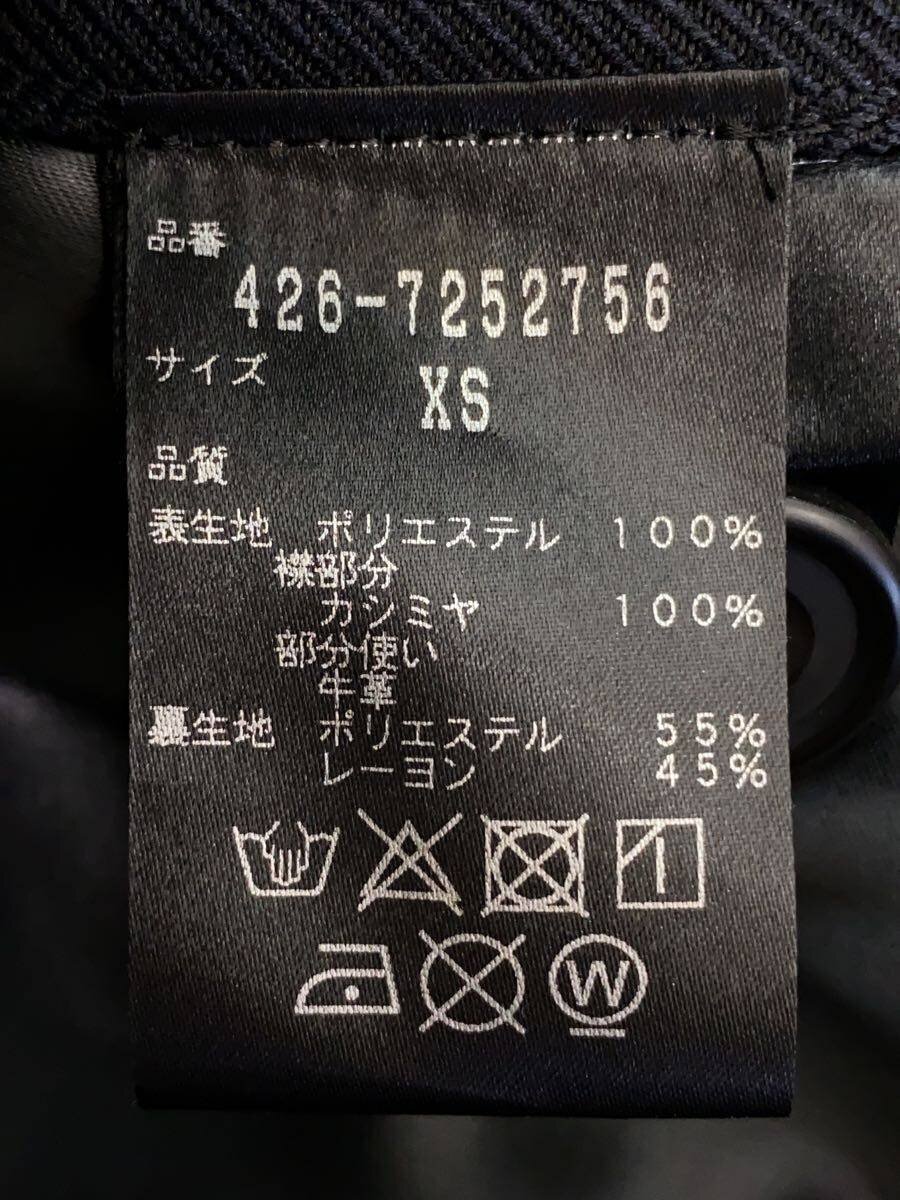 品番
426-7252756
サイズ
XS
品質
表生地 ポリエステル 100%
襟部分
カシミヤ 100%
部分使い
牛革
裏生地 ポリエステル 55%
レーヨン 45%
W